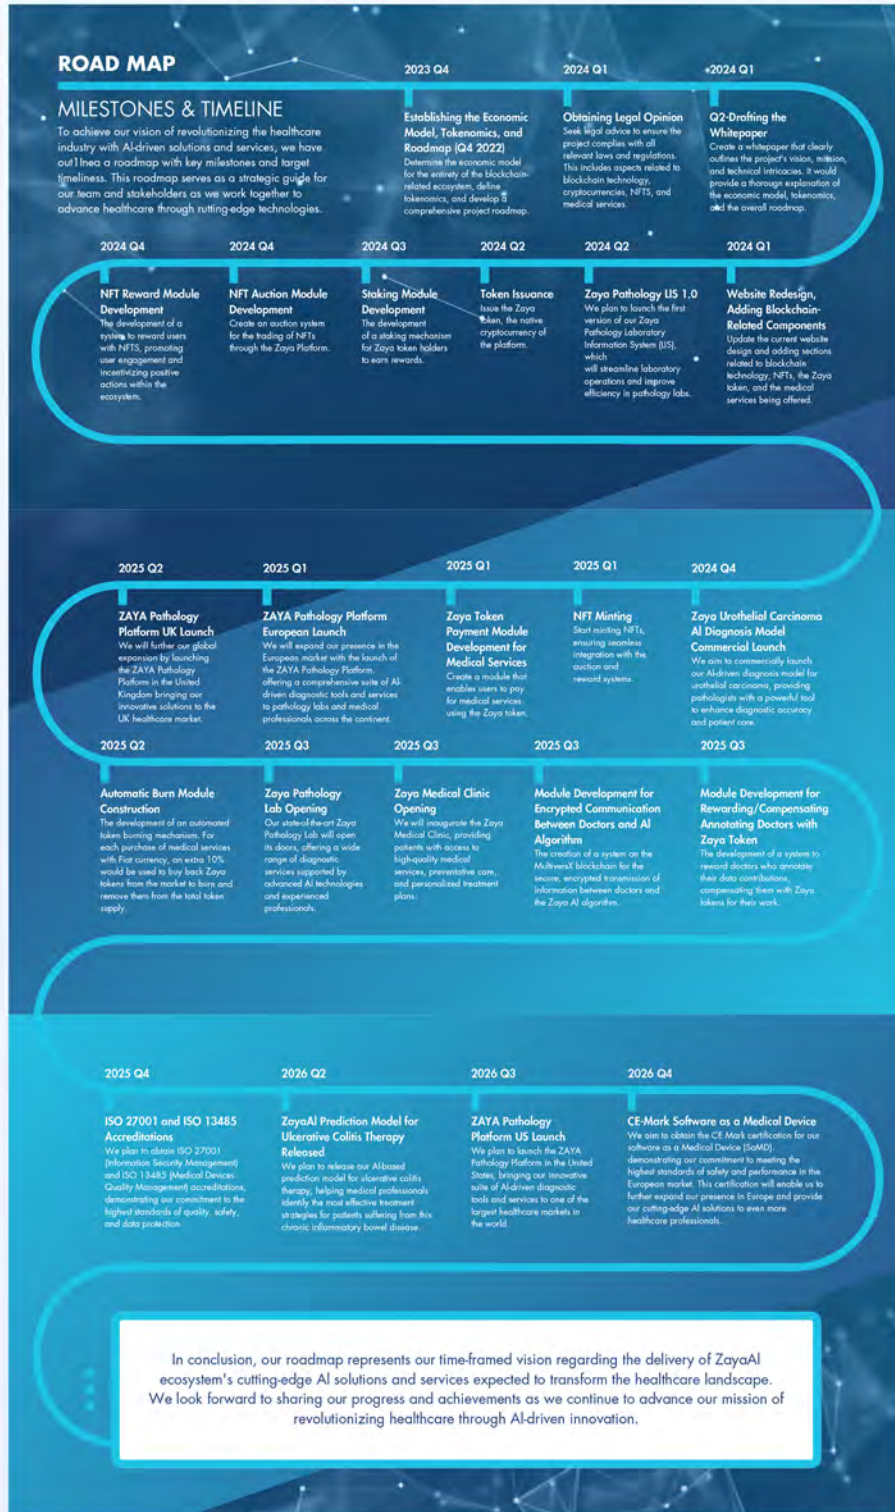 ROAD MAP
MILESTONES & TIMELINE
To achieve our vision of revolutionizing the healthcare
industry with AI-driven solutions and services, we have
out1Inea a roadmap with key milestones and target
timeliness. This roadmap serves as a strategic guide for
our team and stakeholders as we work together to
advance healthcare through rutting-edge technologies.
2023 Q4
Establishing the Economic
Model, Tokenomics, and
Roadmap (Q4 2022)
Determine the economic model
for the entirety of the blockchain-
related ecosystem, define
tokenomics, and develop a
comprehensive project roadmap.
2024 Q1
Obtaining Legal Opinion
Seek legal advice to ensure the
project complies with all
relevant laws and regulations.
This includes aspects related to
blockchain technology,
cryptocurrencies, NFTS, and
medical services.
2024 Q1
Q2-Drafting the
Whitepaper
Create a whitepaper that clearly
outlines the project's vision, mission,
and technical intricacies. It would
provide a thorougn explanation of
the economic model, tokenomics,
and the overall roadmap.
2024 Q4
NFT Reward Module
Development
The development of a
system to reward users
with NFTS, promoting
user engagement and
incentivizing positive
actions within the
ecosystem.
2024 Q4
NFT Auction Module
Development
Create an auction system
for the trading of NFTs
through the Zaya Platform.
2024 Q3
Staking Module
Development
The development
of a staking mechanism
for Zaya token holders
to earn rewards.
2024 Q2
Token Issuance
Issue the Zaya
token, the native
cryptocurrency of
the platform.
2024 Q2
Zaya Pathology LIS 1.0
We plan to launch the first
version of our Zaya
Pathology Laboratory
Information System (LIS),
which
will streamline laboratory
operations and improve
efficiency in pathology labs.
2024 Q1
Website Redesign,
Adding Blockchain-
Related Components
Update the current website
design and adding sections
related to blockchain
technology, NFTs, the Zaya
token, and the medical
services being offered.
2025 Q2
ZAYA Pathology
Platform UK Launch
We will further our global
expansion by launching
the ZAYA Pathology
Platform in the United
Kingdom bringing our
innovative solutions to the
UK healthcare market.
2025 Q1
ZAYA Pathology Platform
European Launch
We will expand our presence in the
European market with the launch of
the ZAYA Pathology Platform.
offering a comprehensive suite of AI-
driven diagnostic tools and services
to pathology labs and medical
professionals across the continent.
2025 Q1
Zaya Token
Payment Module
Development for
Medical Services
Create a module that
enables users to pay
for medical services
using the Zaya token.
2025 Q1
NFT Minting
Start minting NFTs,
ensuring seamless
integration with the
auction and
reward systems.
2024 Q4
Zaya Urothelial Carcinoma
AI Diagnosis Model
Commercial Launch
We aim to commercially launch
our AI-driven diagnosis model for
urothelial carcinoma, providing
pathologists with a powerful tool
to enhance diagnostic accuracy
and patient care.
2025 Q2
Automatic Burn Module
Construction
The development of an automated
token burning mechanism. For
each purchase of medical services
with Fiat currency, an extra 10%
would be used to buy back Zaya
tokens from the market to burn and
remove them from the total token
supply.
2025 Q3
Zaya Pathology
Lab Opening
Our state-of-the-art Zaya
Pathology Lab will open
its doors, offering a wide
range of diagnostic
services supported by
advanced AI technologies
and experienced
professionals.
2025 Q3
Zaya Medical Clinic
Opening
We will inaugurate the Zaya
Medical Clinic, providing
patients with access to
high-quality medical
services, preventative care,
and personalized treatment
plans.
2025 Q3
Module Development for
Encrypted Communication
Between Doctors and AI
Algorithm
The creation of a system on the
MultiversX blockchain for the
secure, encrypted transmission of
information between doctors and
the Zaya AI algorithm.
2025 Q3
Module Development for
Rewarding/Compensating
Annotating Doctors with
Zaya Token
The development of a system to
reward doctors who annotate
their data contributions,
compensating them with Zaya
tokens for their work.
2025 Q4
ISO 27001 and ISO 13485
Accreditations
We plan to obtain ISO 27001
(Information Security Management)
and ISO 13485 (Medical Devices
Quality Management) accreditations,
demonstrating our commitment to the
highest standards of quality, safety,
and data protection
2026 Q2
ZayaAI Prediction Model for
Ulcerative Colitis Therapy
Released
We plan to release our AI-based
prediction model for ulcerative colitis
therapy, helping medical professionals
identify the most effective treatment
strategies for patients suffering from this
chronic inflammatory bowel disease.
2026 Q3
ZAYA Pathology
Platform US Launch
We plan to launch the ZAYA
Pathology Platform in the United
States, bringing our innovative
suite of AI-driven diagnostic
tools and services to one of the
largest healthcare markets in
the world.
2026 Q4
CE-Mark Software as a Medical Device
We aim to obtain the CE Mark certification for our
software as a Medical Device (SaMD).
demonstrating our commitment to meeting the
highest standards of safety and performance in the
European market. This certification will enable us to
further expand our presence in Europe and provide
our cutting-edge AI solutions to even more
healthcare professionals.
In conclusion, our roadmap represents our time-framed vision regarding the delivery of ZayaAI
ecosystem's cutting-edge AI solutions and services expected to transform the healthcare landscape.
We look forward to sharing our progress and achievements as we continue to advance our mission of
revolutionizing healthcare through AI-driven innovation.